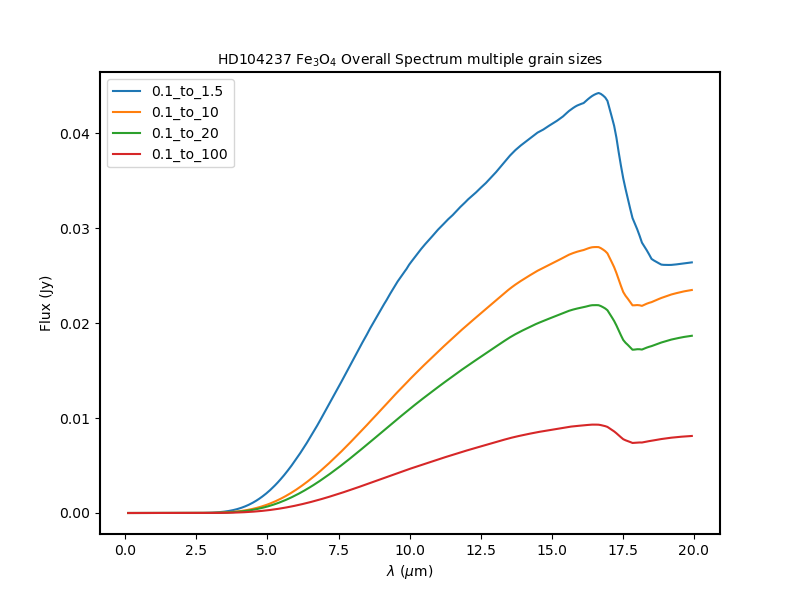 HD104237 Fe₃O₄ Overall Spectrum multiple grain sizes
0.1_to_1.5
0.1_to_10
0.1_to_20
0.1_to_100
0.04
0.03
0.02
0.01
0.00
Flux (Jy)
0.0 2.5 5.0 7.5 10.0 12.5 15.0 17.5 20.0
λ (μm)